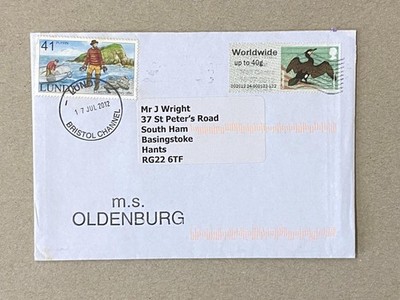 41
LUNDY
LUNDY
17 JUL 2012
BRISTOL CHANNEL
Worldwide
up to 40g
Mr J Wright
37 St Peter's Road
South Ham
Basingstoke
Hants
RG22 6TF
m.s.
OLDENBURG